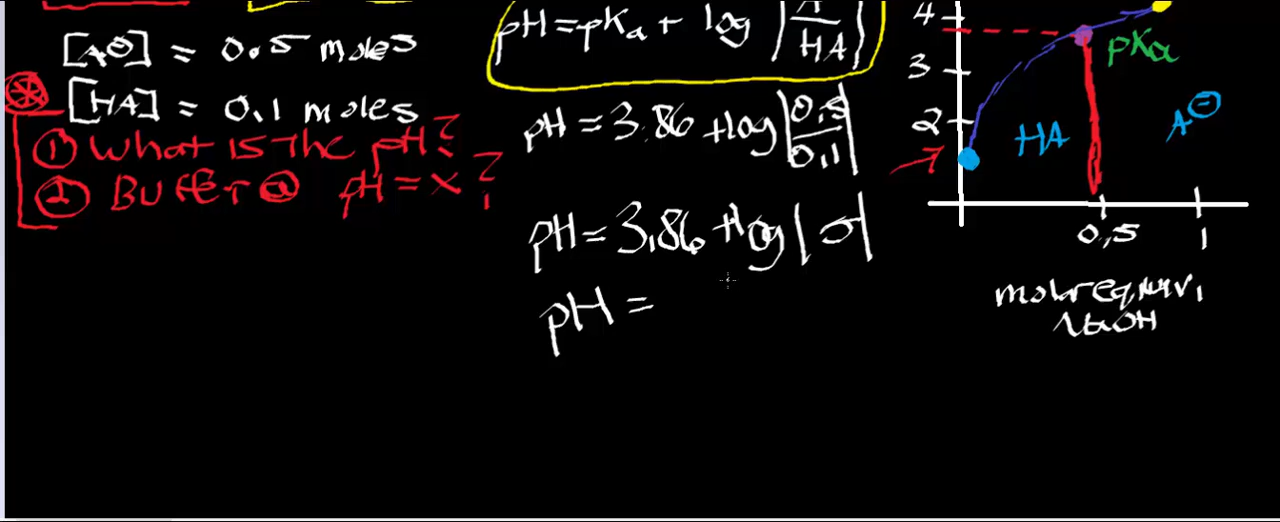 [A⊖] = 0.5 moles
[HA] = 0.1 moles
① What is the pH?
② Buffer @ pH = x?
pH = pKa + log |A/HA|
pH = 3.86 + log |0.5/0.1|
pH = 3.86 + log |5|
pH =
4
3
2
pKa
HA
A⊖
0.5
1
molar equiv.
NaOH